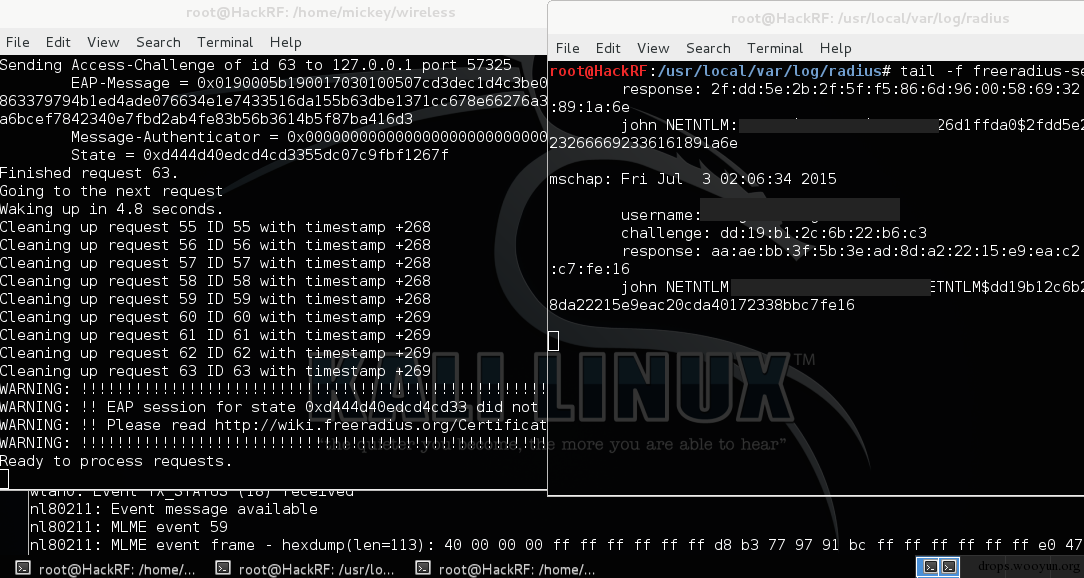 root@HackRF: /home/mickey/wireless
File Edit View Search Terminal Help
Sending Access-Challenge of id 63 to 127.0.0.1 port 57325
EAP-Message = 0x0190005b190017030100507cd3dec1d4c3be0
863379794b1ed4ade076634e1e7433516da155b63dbe1371cc678e66276a3
a6bcef7842340e7fbd2ab4fe83b56b3614b5f87ba416d3
Message-Authenticator = 0x00000000000000000000000000000
State = 0xd444d40edcd4cd3355dc07c9fbf1267f
Finished request 63.
Going to the next request
Waking up in 4.8 seconds.
Cleaning up request 55 ID 55 with timestamp +268
Cleaning up request 56 ID 56 with timestamp +268
Cleaning up request 57 ID 57 with timestamp +268
Cleaning up request 58 ID 58 with timestamp +268
Cleaning up request 59 ID 59 with timestamp +268
Cleaning up request 60 ID 60 with timestamp +269
Cleaning up request 61 ID 61 with timestamp +269
Cleaning up request 62 ID 62 with timestamp +269
Cleaning up request 63 ID 63 with timestamp +269
WARNING: !!!!!!!!!!!!!!!!!!!!!!!!!!!!!!!!!!!!!!!!!!!!!!!!!!!!
WARNING: !! EAP session for state 0xd444d40edcd4cd33 did not
WARNING: !! Please read http://wiki.freeradius.org/Certificat
WARNING: !!!!!!!!!!!!!!!!!!!!!!!!!!!!!!!!!!!!!!!!!!!!!!!!!!!!
Ready to process requests.
root@HackRF: /usr/local/var/log/radius
File Edit View Search Terminal Help
root@HackRF:/usr/local/var/log/radius# tail -f freeradius-se
response: 2f:dd:5e:2b:2f:5f:f5:86:6d:96:00:58:69:32
:89:1a:6e
john NETNTLM: 26d1ffda0$2fdd5e2
232666692336161891a6e
mschap: Fri Jul  3 02:06:34 2015
username:
challenge: dd:19:b1:2c:6b:22:b6:c3
response: aa:ae:bb:3f:5b:3e:ad:8d:a2:22:15:e9:ea:c2
:c7:fe:16
john NETNTLM ETNTLM$dd19b12c6b2
8da22215e9eac20cda40172338bbc7fe16
KALI LINUX™
the quieter you become, the more you are able to hear"
wlan0: Event TX_STATUS (18) received
nl80211: Event message available
nl80211: MLME event 59
nl80211: MLME event frame - hexdump(len=113): 40 00 00 00 ff ff ff ff ff ff d8 b3 77 97 91 bc ff ff ff ff ff ff e0 47
root@HackRF: /home/...
root@HackRF: /usr/lo...
root@HackRF: /home/...
drops.wooyun.org